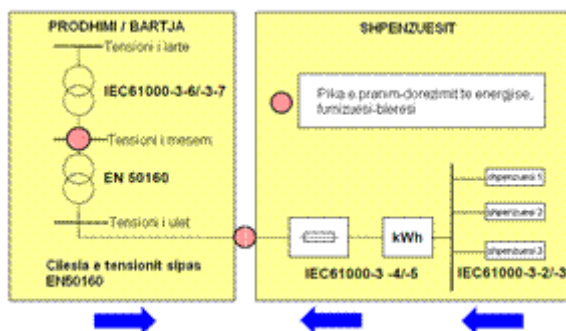 PRODHIMI / BARTJA
Tensioni i larte
IEC61000-3-6/-3-7
Tensioni i mesem
EN 50160
Tensioni i ulet
Cilesia e tensionit sipas
EN50160
SHPENZUESIT
Pika e pranim-dorezimit te energjise,
furnizuesi-bleresi
kWh
IEC61000-3 -4/-5
shpenzuesi 1
shpenzuesi 2
shpenzuesi 3
IEC61000-3-2/-3